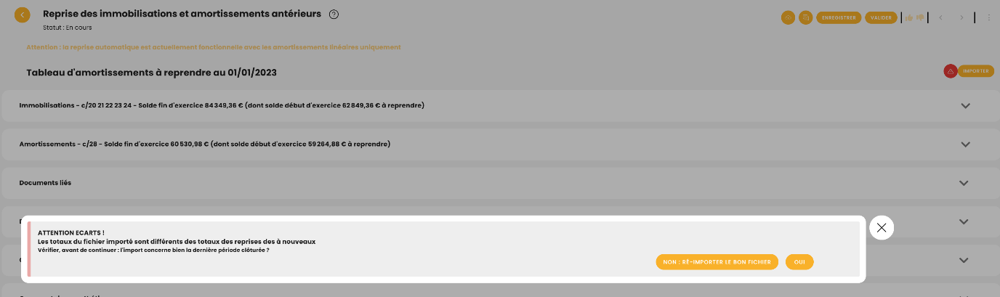 Reprise des immobilisations et amortissements antérieurs ?
Statut : En cours
ENREGISTRER
VALIDER
Attention : la reprise automatique est actuellement fonctionnelle avec les amortissements linéaires uniquement
Tableau d'amortissements à reprendre au 01/01/2023
IMPORTER
Immobilisations - c/20 21 22 23 24 - Solde fin d'exercice 84 349,36 € (dont solde début d'exercice 62 849,36 € à reprendre)
Amortissements - c/28 - Solde fin d'exercice 60 530,98 € (dont solde début d'exercice 59 264,88 € à reprendre)
Documents liés
ATTENTION ECARTS !
Les totaux du fichier importé sont différents des totaux des reprises des à nouveaux
Vérifier, avant de continuer : l'import concerne bien la dernière période clôturée ?
NON : RÉ-IMPORTER LE BON FICHIER
OUI